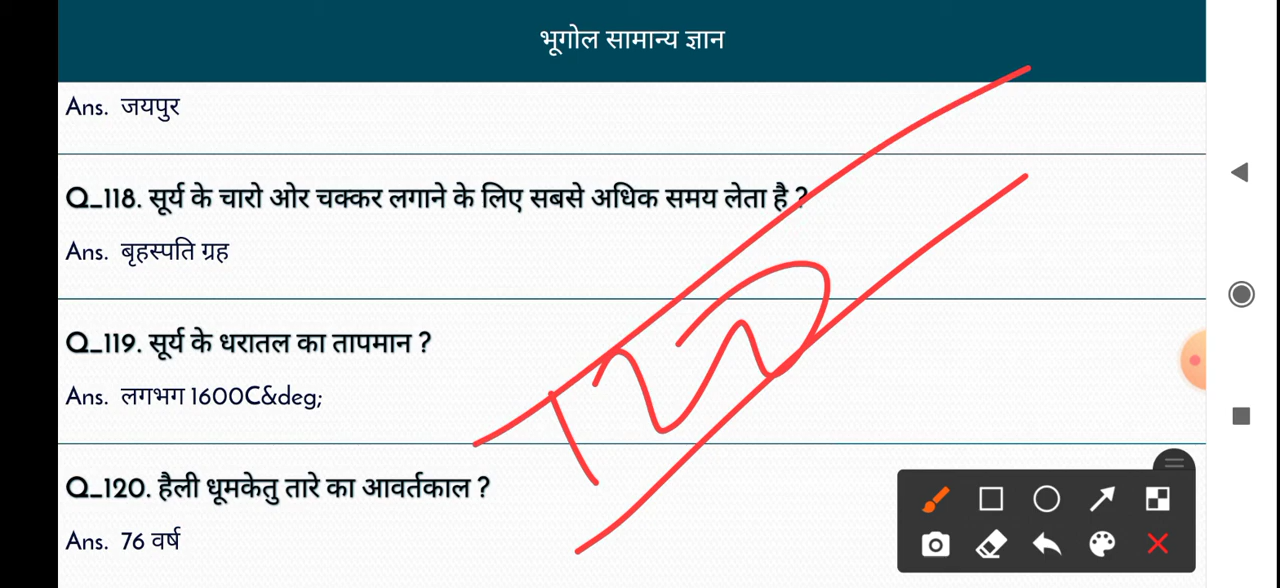 भूगोल सामान्य ज्ञान
Ans. जयपुर
Q_118. सूर्य के चारो ओर चक्कर लगाने के लिए सबसे अधिक समय लेता है ?
Ans. बृहस्पति ग्रह
Q_119. सूर्य के धरातल का तापमान ?
Ans. लगभग 1600C&deg;
Q_120. हैली धूमकेतु तारे का आवर्तकाल ?
Ans. 76 वर्ष